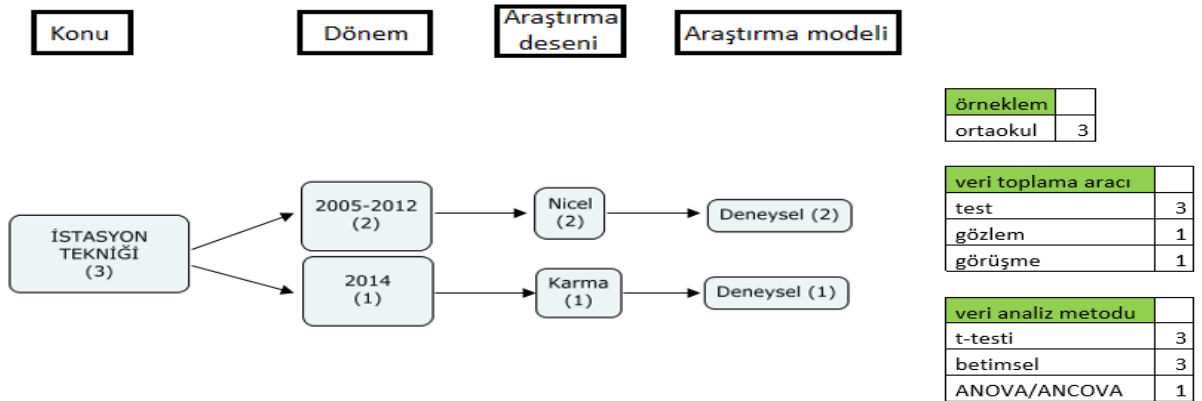 Konu
Dönem
Araştırma
deseni
Araştırma modeli
İSTASYON
TEKNİĞİ
(3)
2005-2012
(2)
Nicel
(2)
Deneysel (2)
2014
(1)
Karma
(1)
Deneysel (1)
örneklem
ortaokul 3
veri toplama aracı
test 3
gözlem 1
görüşme 1
veri analiz metodu
t-testi 3
betimsel 3
ANOVA/ANCOVA 1